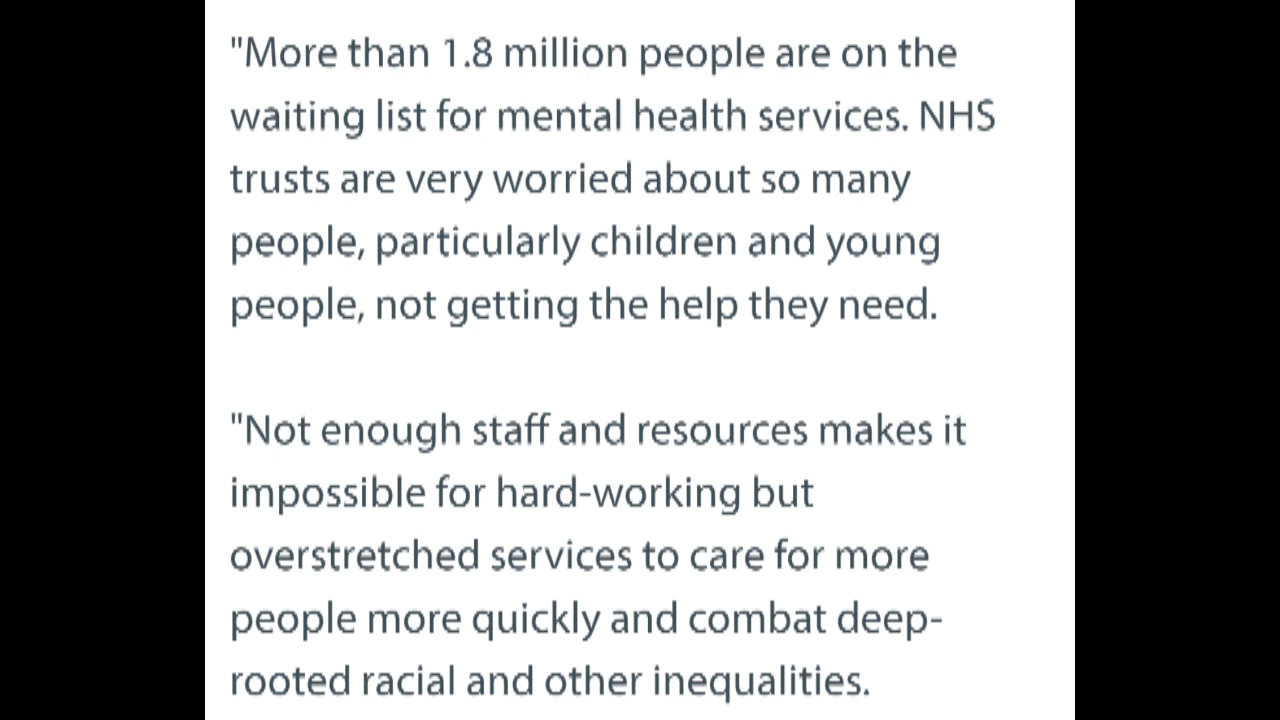 "More than 1.8 million people are on the
waiting list for mental health services. NHS
trusts are very worried about so many
people, particularly children and young
people, not getting the help they need.
"Not enough staff and resources makes it
impossible for hard-working but
overstretched services to care for more
people more quickly and combat deep-
rooted racial and other inequalities.